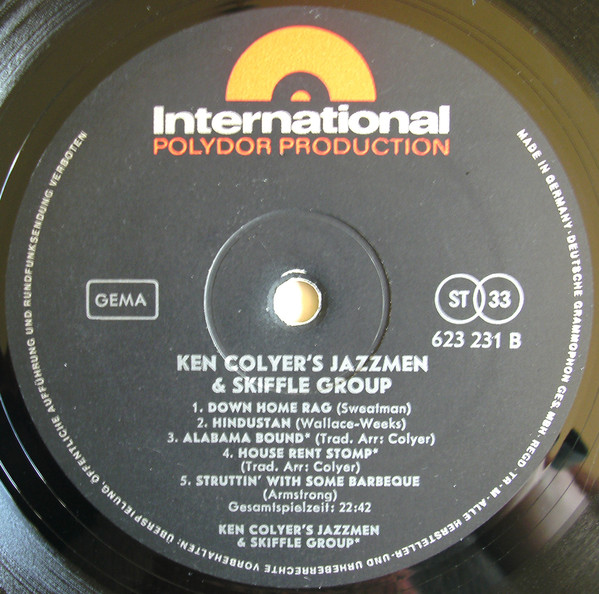 International
POLYDOR PRODUCTION
GEMA
ST 33
623 231 B
KEN COLYER'S JAZZMEN
& SKIFFLE GROUP
1. DOWN HOME RAG (Sweatman)
2. HINDUSTAN (Wallace-Weeks)
3. ALABAMA BOUND* (Trad. Arr: Colyer)
4. HOUSE RENT STOMP*
(Trad. Arr: Colyer)
5. STRUTTIN' WITH SOME BARBEQUE
(Armstrong)
Gesamtspielzeit: 22:42
KEN COLYER'S JAZZMEN
& SKIFFLE GROUP*
MADE IN GERMANY · DEUTSCHE GRAMMOPHON GES. MBH · REGD · TR · M · ALLE HERSTELLER- UND URHEBERRECHTE VORBEHALTEN: ÜBERSPIELUNG, ÖFFENTLICHE AUFFÜHRUNG UND RUNDFUNKSENDUNG VERBOTEN